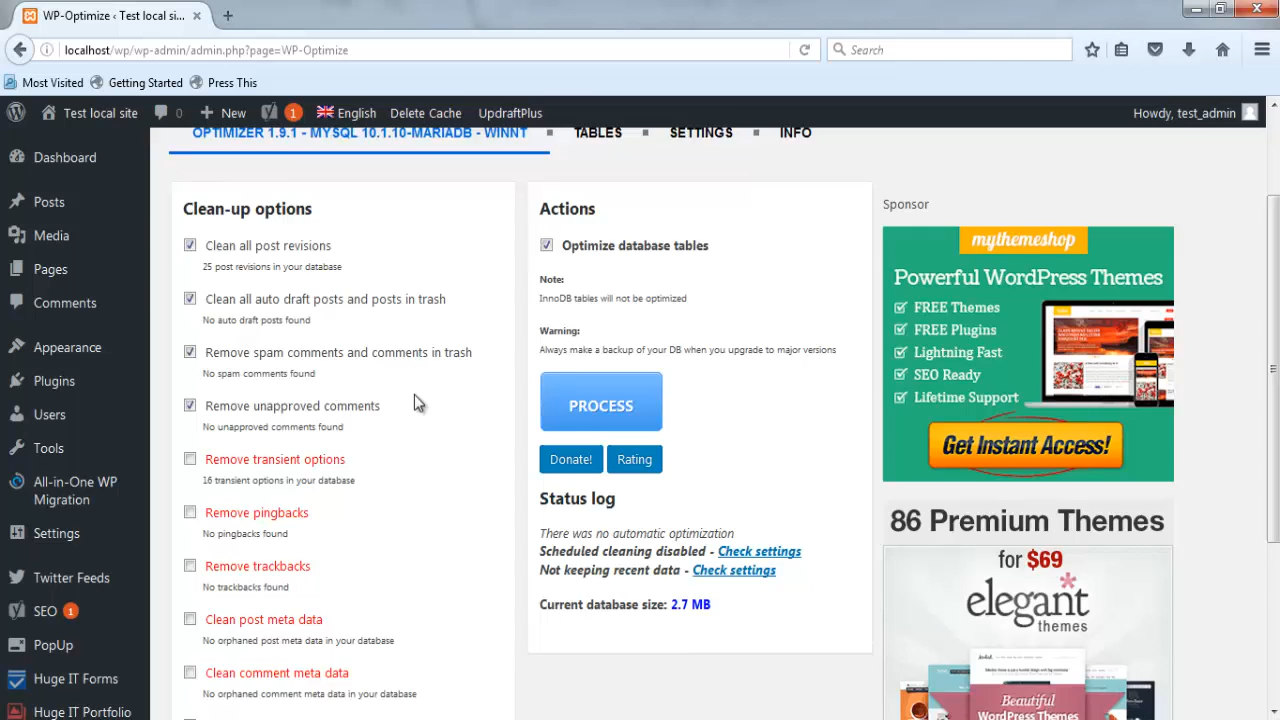 WP-Optimize ‹ Test local si...
localhost/wp/wp-admin/admin.php?page=WP-Optimize
Search
Most Visited
Getting Started
Press This
Test local site
0
New
1
English
Delete Cache
UpdraftPlus
Howdy, test_admin
Dashboard
Posts
Media
Pages
Comments
Appearance
Plugins
Users
Tools
All-in-One WP
Migration
Settings
Twitter Feeds
SEO 1
PopUp
Huge IT Forms
Huge IT Portfolio
OPTIMIZER 1.9.1 - MYSQL 10.1.10-MARIADB - WINNT
TABLES
SETTINGS
INFO
Clean-up options
Clean all post revisions
25 post revisions in your database
Clean all auto draft posts and posts in trash
No auto draft posts found
Remove spam comments and comments in trash
No spam comments found
Remove unapproved comments
No unapproved comments found
Remove transient options
16 transient options in your database
Remove pingbacks
No pingbacks found
Remove trackbacks
No trackbacks found
Clean post meta data
No orphaned post meta data in your database
Clean comment meta data
No orphaned comment meta data in your database
Actions
Optimize database tables
Note:
InnoDB tables will not be optimized
Warning:
Always make a backup of your DB when you upgrade to major versions
PROCESS
Donate!
Rating
Status log
There was no automatic optimization
Scheduled cleaning disabled - Check settings
Not keeping recent data - Check settings
Current database size: 2.7 MB
Sponsor
mythemeshop
Powerful WordPress Themes
FREE Themes
FREE Plugins
Lightning Fast
SEO Ready
Lifetime Support
Get Instant Access!
86 Premium Themes
for $69
elegant
themes
Beautiful
WordPress Themes